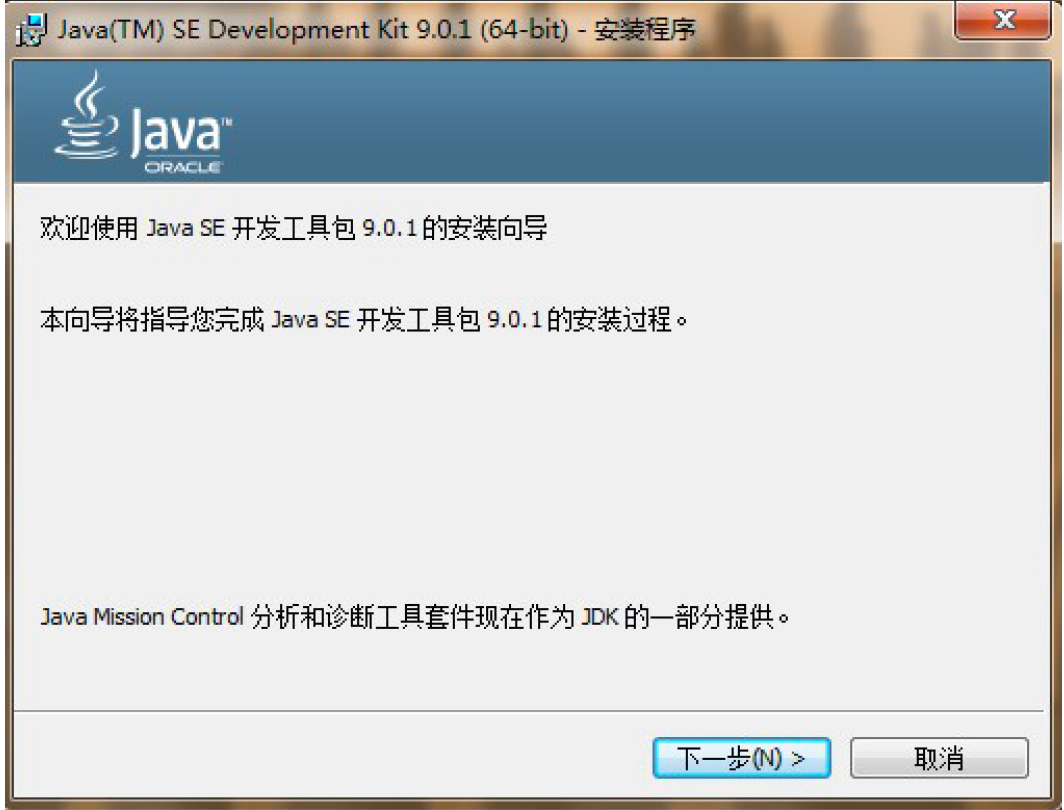 Java(TM) SE Development Kit 9.0.1 (64-bit) - 安装程序
Java™
ORACLE
欢迎使用 Java SE 开发工具包 9.0.1 的安装向导
本向导将指导您完成 Java SE 开发工具包 9.0.1 的安装过程。
Java Mission Control 分析和诊断工具套件现在作为 JDK 的一部分提供。
下一步(N) > 取消